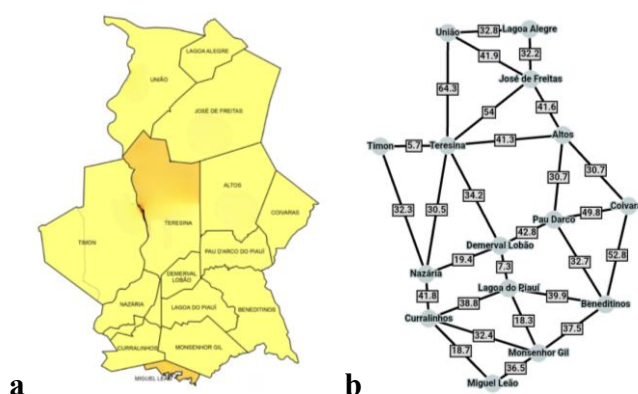 LAGOA ALEGRE
UNIÃO
JOSÉ DE FREITAS
ALTOS
COIVARAS
TERESINA
TIMON
PAU D'ARCO DO PIAUÍ
DEMERVAL
LOBÃO
NAZÁRIA
LAGOA DO PIAUÍ
BENEDITINOS
CURRALINHOS
MONSENHOR GIL
MIGUEL LEÃO
a
União
32.8
Lagoa Alegre
41.9
32.2
José de Freitas
64.3
54
41.6
Timon
5.7
Teresina
41.3
Altos
30.7
30.7
32.3
30.5
34.2
Coivara
Pau Darco
49.8
42.8
Demerval Lobão
19.4
32.7
52.8
Nazária
7.3
Lagoa do Piauí
41.8
38.8
39.9
Beneditinos
Curralinhos
18.3
32.4
37.5
Monsenhor Gil
18.7
36.5
Miguel Leão
b